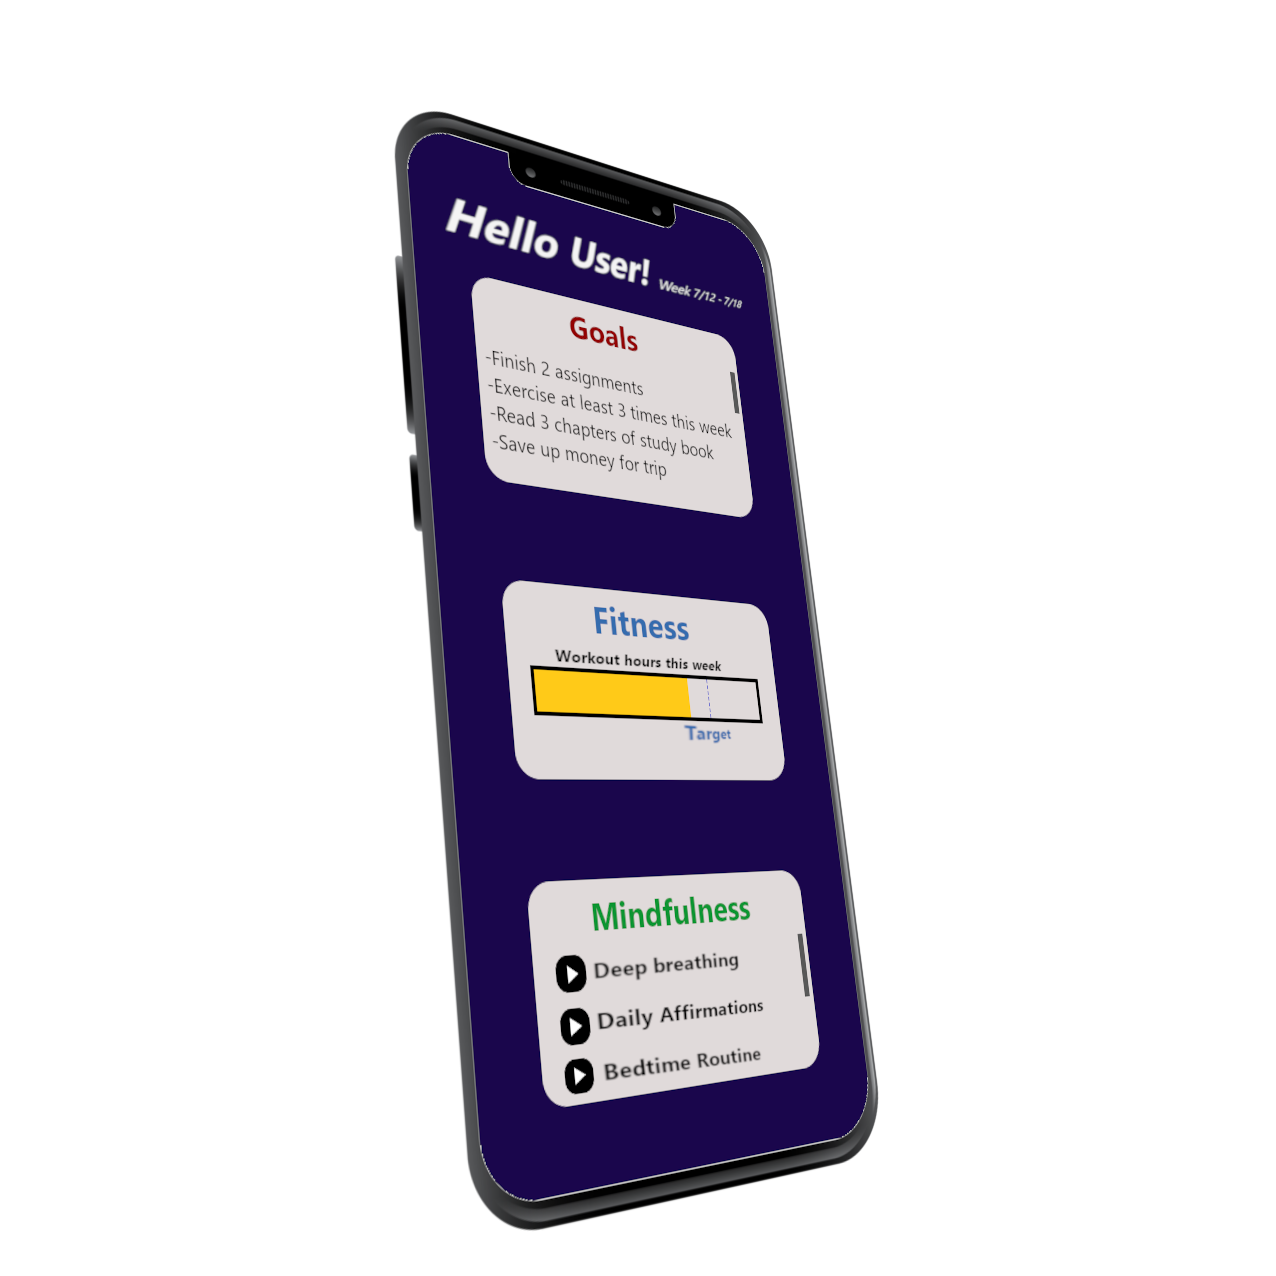 Hello User! Week 7/12 - 7/18
Goals
-Finish 2 assignments
-Exercise at least 3 times this week
-Read 3 chapters of study book
-Save up money for trip
Fitness
Workout hours this week
Target
Mindfulness
Deep breathing
Daily Affirmations
Bedtime Routine